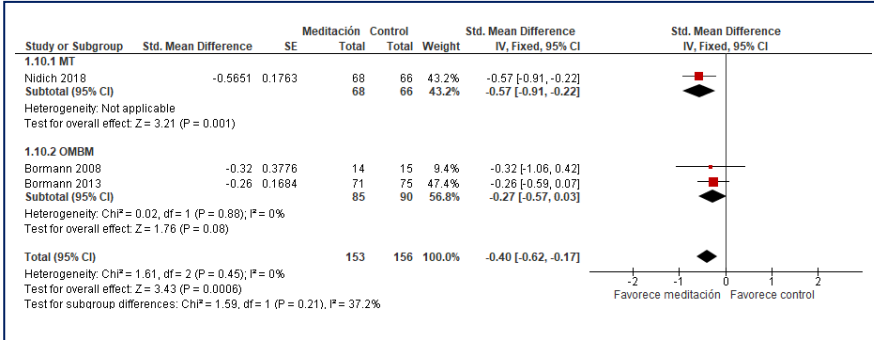 Meditación Control Std. Mean Difference Std. Mean Difference
Study or Subgroup Std. Mean Difference SE Total Total Weight IV, Fixed, 95% CI IV, Fixed, 95% CI
1.10.1 MT
Nidich 2018 -0.5651 0.1763 68 66 43.2% -0.57 [-0.91, -0.22]
Subtotal (95% CI) 68 66 43.2% -0.57 [-0.91, -0.22]
Heterogeneity: Not applicable
Test for overall effect: Z = 3.21 (P = 0.001)
1.10.2 OMBM
Bormann 2008 -0.32 0.3776 14 15 9.4% -0.32 [-1.06, 0.42]
Bormann 2013 -0.26 0.1684 71 75 47.4% -0.26 [-0.59, 0.07]
Subtotal (95% CI) 85 90 56.8% -0.27 [-0.57, 0.03]
Heterogeneity: Chi² = 0.02, df = 1 (P = 0.88); I² = 0%
Test for overall effect: Z = 1.76 (P = 0.08)
Total (95% CI) 153 156 100.0% -0.40 [-0.62, -0.17]
Heterogeneity: Chi² = 1.61, df = 2 (P = 0.45); I² = 0%
Test for overall effect: Z = 3.43 (P = 0.0006)
Test for subgroup differences: Chi² = 1.59, df = 1 (P = 0.21), I² = 37.2%
-2 -1 0 1 2
Favorece meditación Favorece control